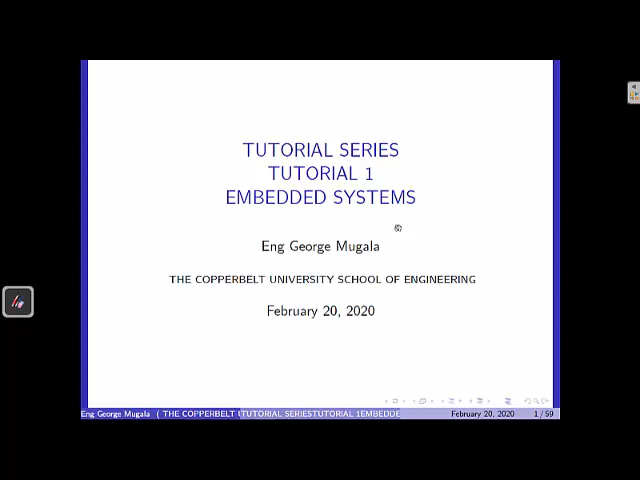 TUTORIAL SERIES
TUTORIAL 1
EMBEDDED SYSTEMS
Eng George Mugala
THE COPPERBELT UNIVERSITY SCHOOL OF ENGINEERING
February 20, 2020
Eng George Mugala ( THE COPPERBELT U TUTORIAL SERIESTUTORIAL 1EMBEDDE February 20, 2020 1 / 59